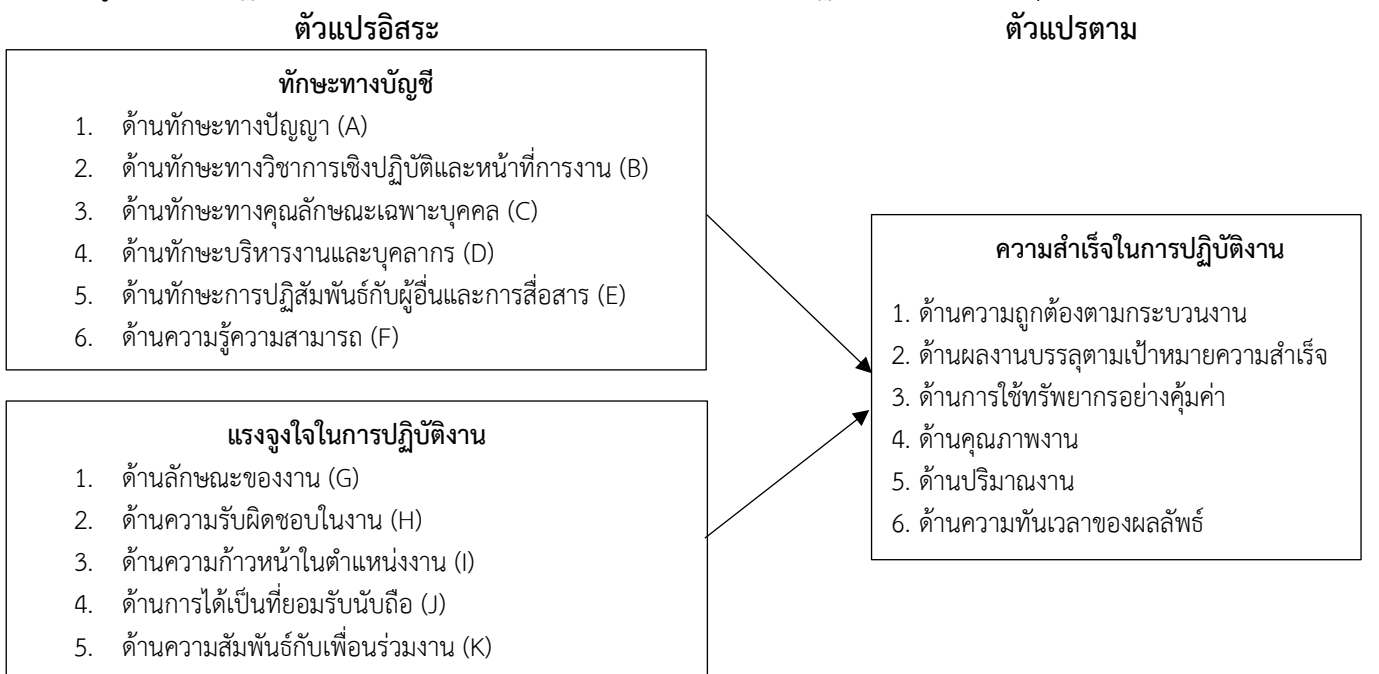 ตัวแปรอิสระ
ตัวแปรตาม
ทักษะทางบัญชี
1. ด้านทักษะทางปัญญา (A)
2. ด้านทักษะทางวิชาการเชิงปฏิบัติและหน้าที่การงาน (B)
3. ด้านทักษะทางคุณลักษณะเฉพาะบุคคล (C)
4. ด้านทักษะบริหารงานและบุคลากร (D)
5. ด้านทักษะการปฏิสัมพันธ์กับผู้อื่นและการสื่อสาร (E)
6. ด้านความรู้ความสามารถ (F)
แรงจูงใจในการปฏิบัติงาน
1. ด้านลักษณะของงาน (G)
2. ด้านความรับผิดชอบในงาน (H)
3. ด้านความก้าวหน้าในตำแหน่งงาน (I)
4. ด้านการได้เป็นที่ยอมรับนับถือ (J)
5. ด้านความสัมพันธ์กับเพื่อนร่วมงาน (K)
ความสำเร็จในการปฏิบัติงาน
1. ด้านความถูกต้องตามกระบวนงาน
2. ด้านผลงานบรรลุตามเป้าหมายความสำเร็จ
3. ด้านการใช้ทรัพยากรอย่างคุ้มค่า
4. ด้านคุณภาพงาน
5. ด้านปริมาณงาน
6. ด้านความทันเวลาของผลลัพธ์